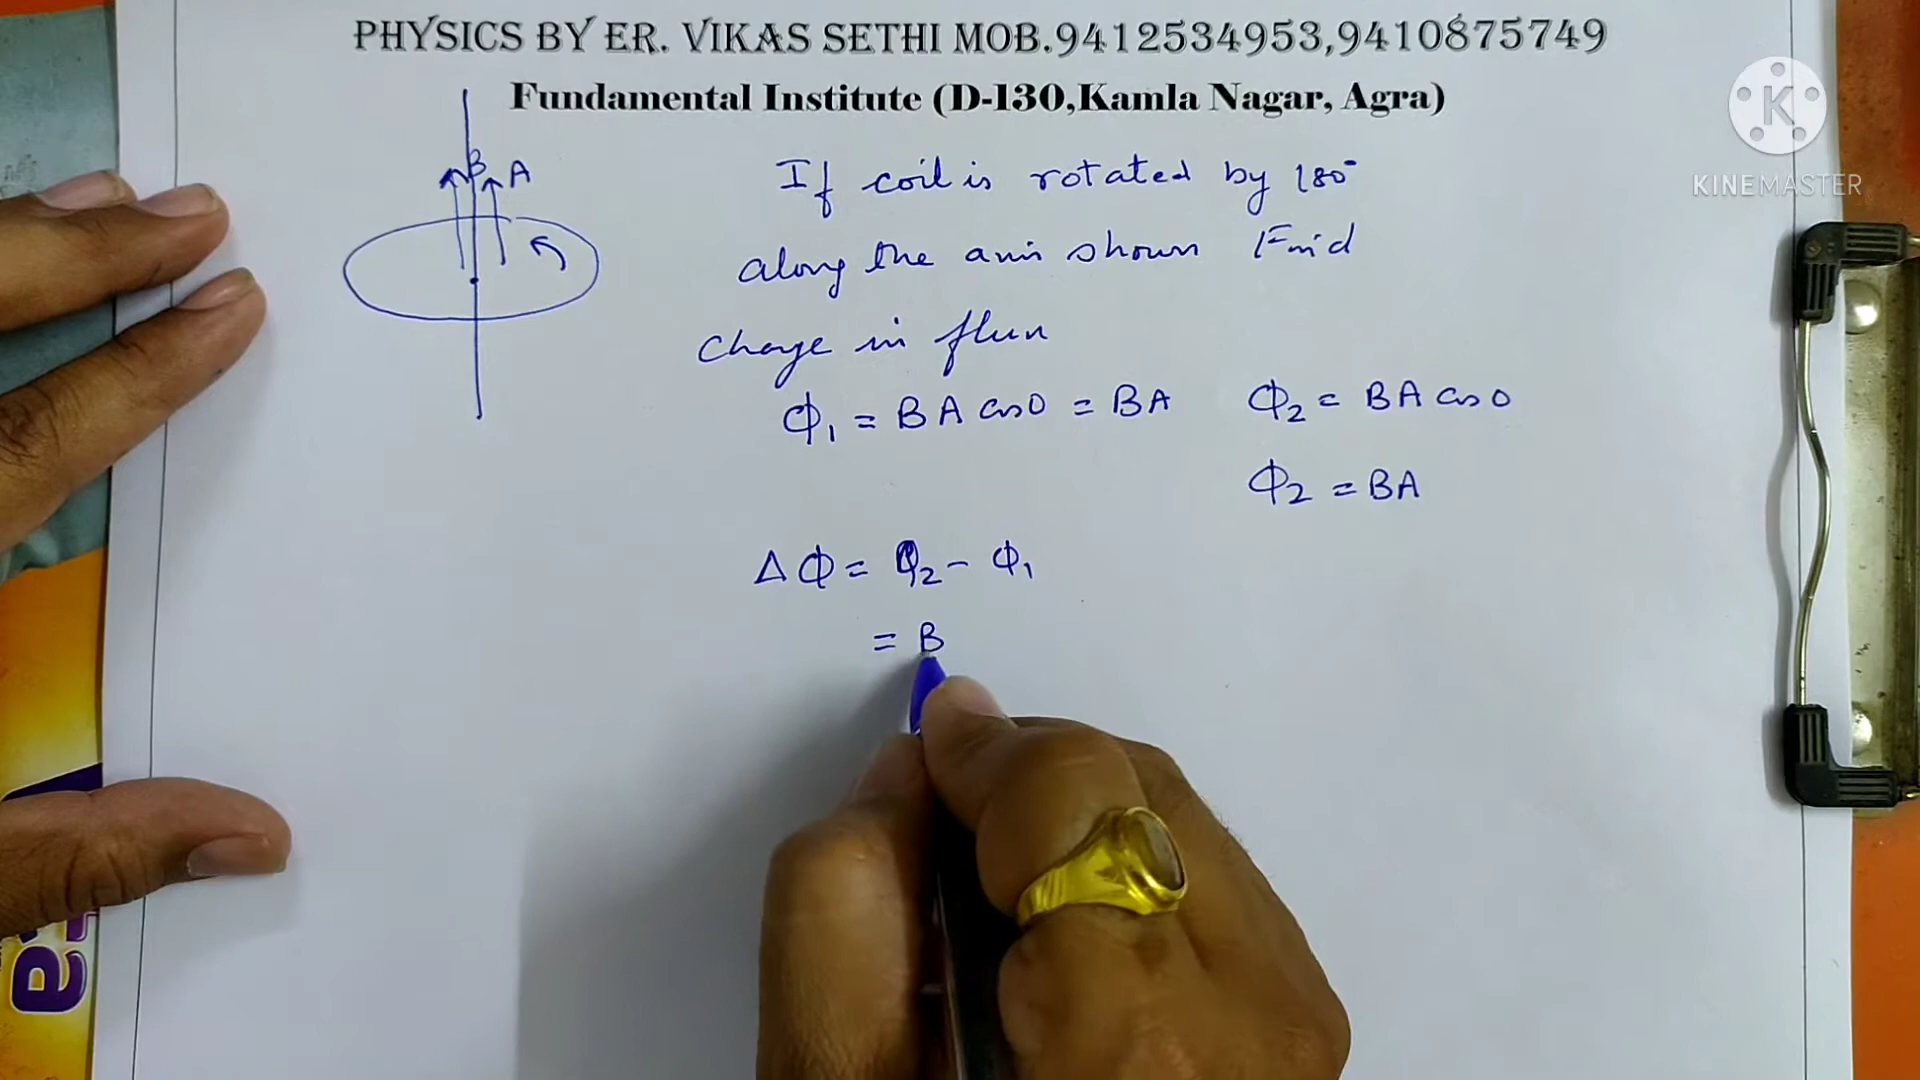 PHYSICS BY ER. VIKAS SETHI MOB.9412534953,9410875749
Fundamental Institute (D-130,Kamla Nagar, Agra)
K
KINEMASTER
B A
If coil is rotated by 180°
along the axis shown Find
change in flux
Φ₁ = BA cos0 = BA Φ₂ = BA cos0
Φ₂ = BA
ΔΦ = Φ₂ - Φ₁
= B
a